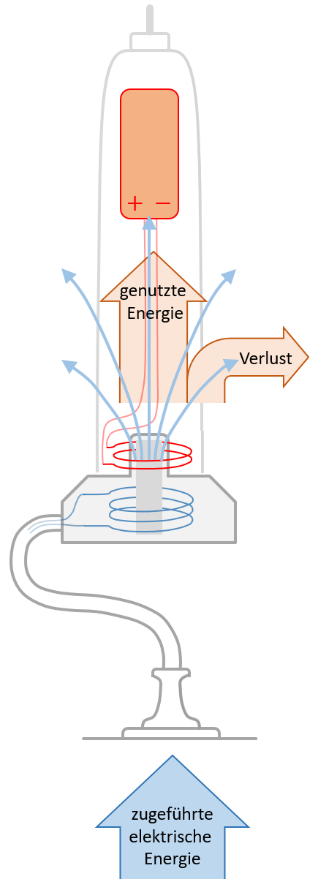 + −
genutzte
Energie
Verlust
zugeführte
elektrische
Energie